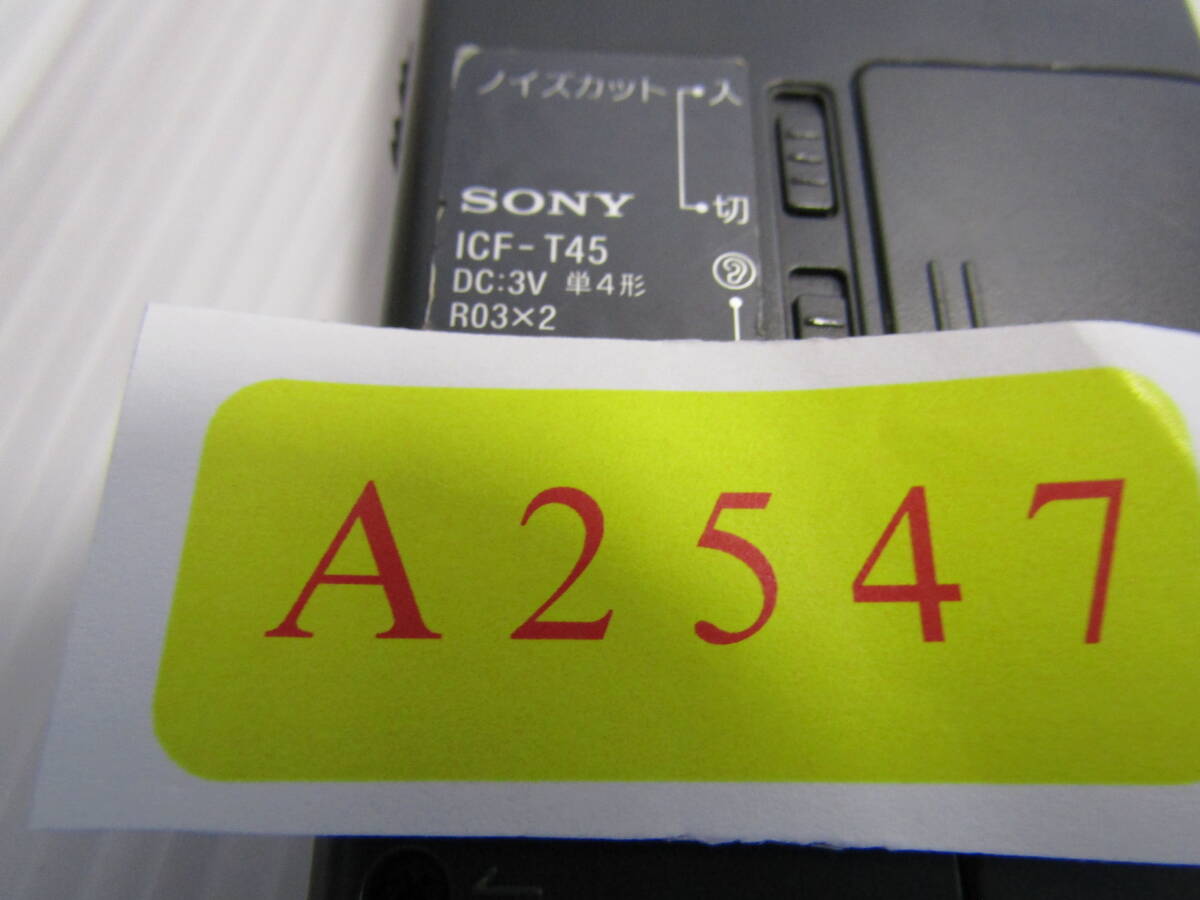 ノイズカット 入
切
SONY
ICF-T45
DC:3V 単4形
R03×2
A2547